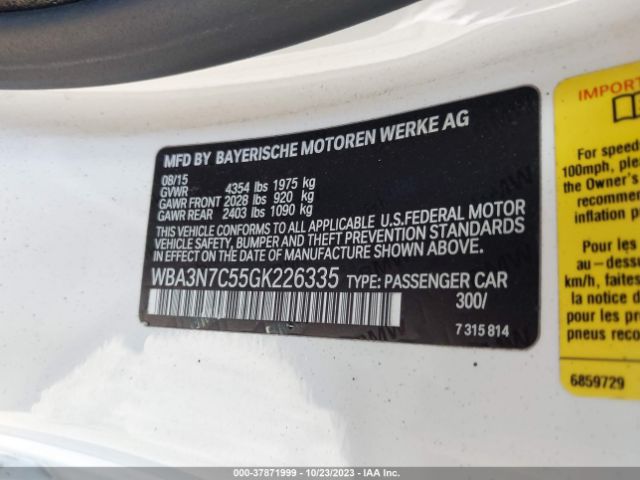 MFD BY BAYERISCHE MOTOREN WERKE AG
08/15
GVWR 4354 lbs 1975 kg
GAWR FRONT 2028 lbs 920 kg
GAWR REAR 2403 lbs 1090 kg
THIS VEHICLE CONFORMS TO ALL APPLICABLE U.S.FEDERAL MOTOR
VEHICLE SAFETY, BUMPER AND THEFT PREVENTION STANDARDS
IN EFFECT ON THE DATE OF MANUFACTURE SHOWN ABOVE.
WBA3N7C55GK226335 TYPE: PASSENGER CAR
300/
7 315 814
IMPORT
For speeds
100mph, plea
the Owner's
recommen
inflation p
Pour les
au-dess
km/h, faites
la notice d
pour les pr
pneus recom
6859729
000-37871999 - 10/23/2023 - IAA Inc.